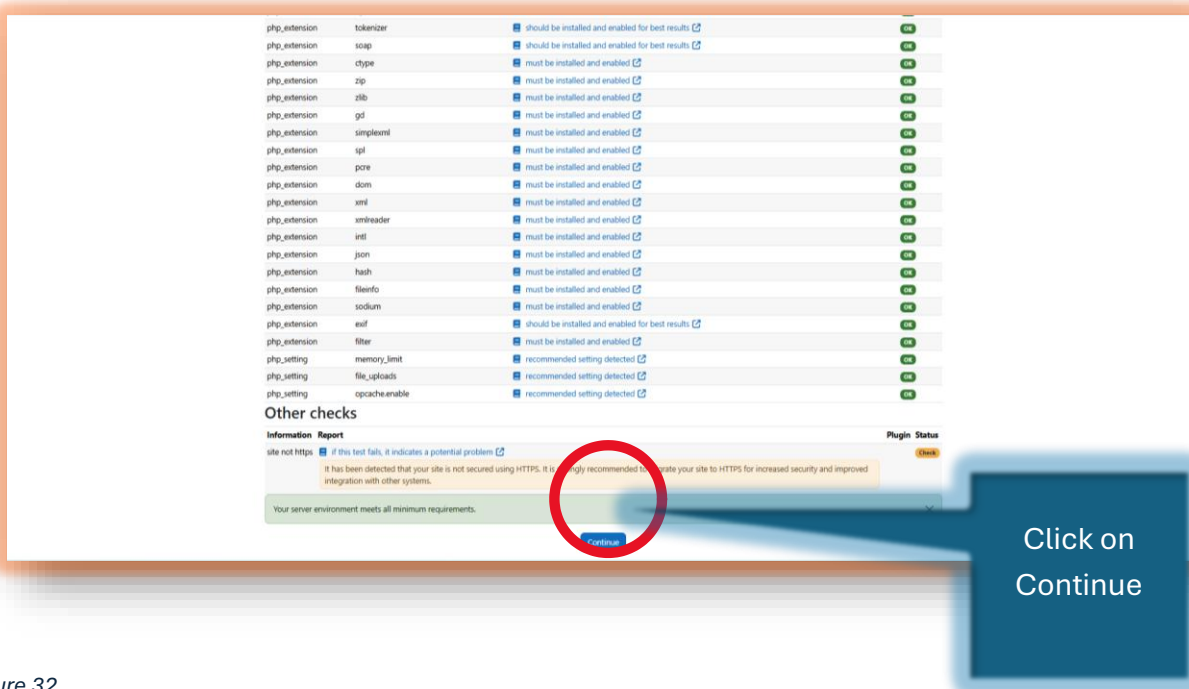 php_extension tokenizer should be installed and enabled for best results OK
php_extension soap should be installed and enabled for best results OK
php_extension ctype must be installed and enabled OK
php_extension zip must be installed and enabled OK
php_extension zlib must be installed and enabled OK
php_extension gd must be installed and enabled OK
php_extension simplexml must be installed and enabled OK
php_extension spl must be installed and enabled OK
php_extension pcre must be installed and enabled OK
php_extension dom must be installed and enabled OK
php_extension xml must be installed and enabled OK
php_extension xmlreader must be installed and enabled OK
php_extension intl must be installed and enabled OK
php_extension json must be installed and enabled OK
php_extension hash must be installed and enabled OK
php_extension fileinfo must be installed and enabled OK
php_extension sodium must be installed and enabled OK
php_extension exif should be installed and enabled for best results OK
php_extension filter must be installed and enabled OK
php_setting memory_limit recommended setting detected OK
php_setting file_uploads recommended setting detected OK
php_setting opcache.enable recommended setting detected OK
Other checks
Information Report Plugin Status
site not https if this test fails, it indicates a potential problem Check
It has been detected that your site is not secured using HTTPS. It is to your site to HTTPS for increased security and improved
integration with other systems.
Your server environment meets all minimum requirements.
Continue
Click on
Continue
32